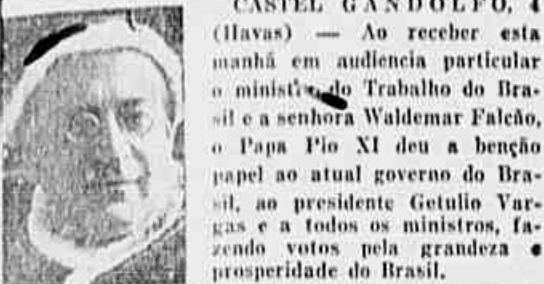 CASTEL GANDOLFO, 4
(Havas) — Ao receber esta
manhã em audiencia particular
o ministro do Trabalho do Bra-
sil e a senhora Waldemar Falcão,
o Papa Pio XI deu a benção
papel ao atual governo do Bra-
sil, ao presidente Getulio Var-
gas e a todos os ministros, fa-
zendo votos pela grandeza e
prosperidade do Brasil.